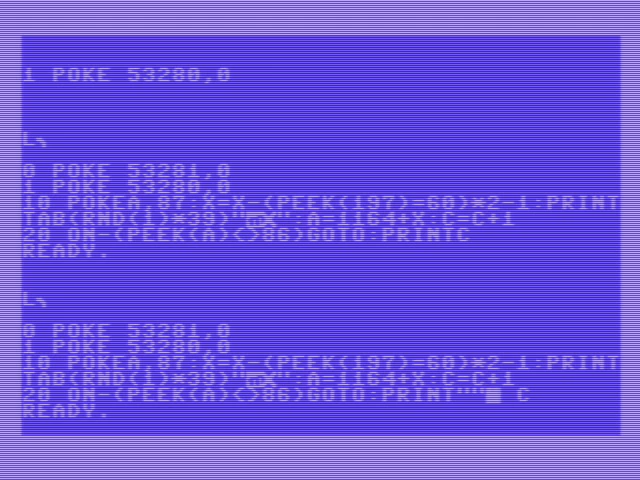 1 POKE 53280,0
L
0 POKE 53281,0
1 POKE 53280,0
10 POKEA,87:X=X-(PEEK(197)=60)*2-1:PRINT
TAB(RND(1)*39)"X":A=1164+X:C=C+1
20 ON-(PEEK(A)<>86)GOTO:PRINTC
READY.
L
0 POKE 53281,0
1 POKE 53280,0
10 POKEA,87:X=X-(PEEK(197)=60)*2-1:PRINT
TAB(RND(1)*39)"X":A=1164+X:C=C+1
20 ON-(PEEK(A)<>86)GOTO:PRINT"" C
READY.